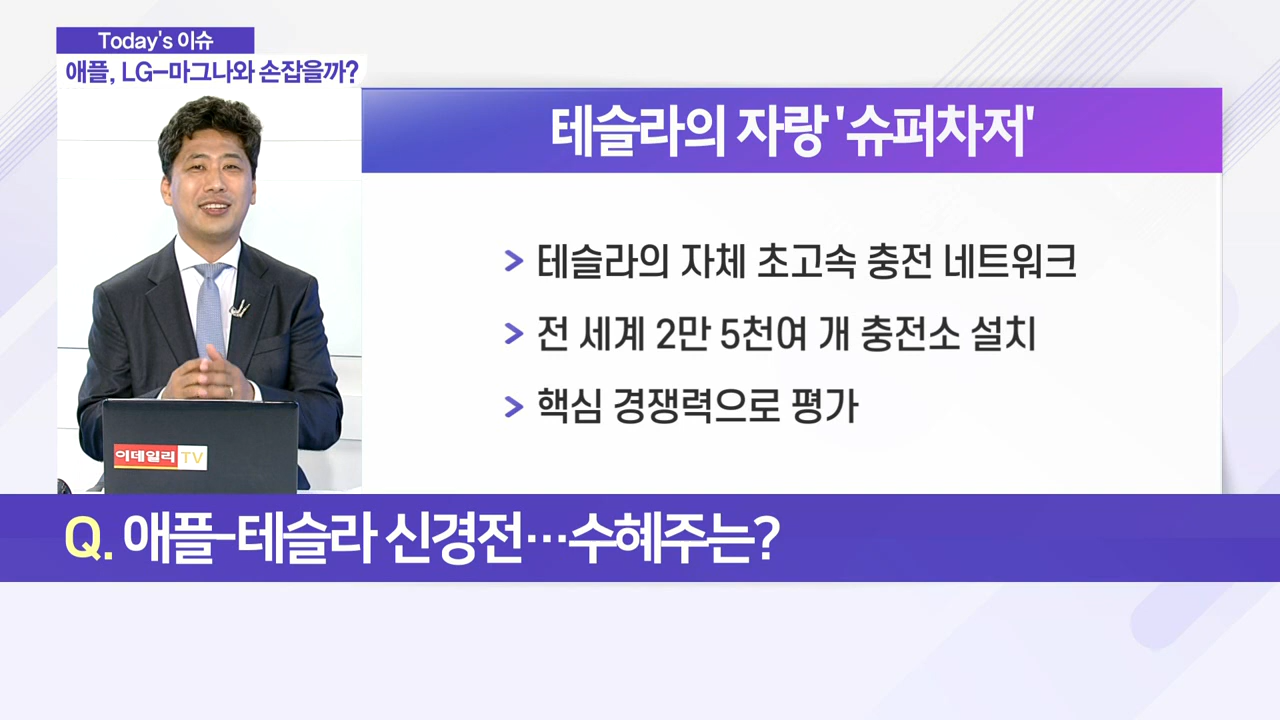 Today's 이슈
애플, LG-마그나와 손잡을까?
테슬라의 자랑 '슈퍼차저'
> 테슬라의 자체 초고속 충전 네트워크
> 전 세계 2만 5천여 개 충전소 설치
> 핵심 경쟁력으로 평가
이데일리 TV
Q. 애플-테슬라 신경전…수혜주는?